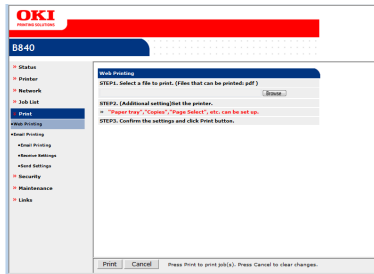 OKI
PRINTING SOLUTIONS
B840
Status
Printer
Network
Job List
Print
Web Printing
Email Printing
Email Printing
Receive Settings
Send Settings
Security
Maintenance
Links
Web Printing
STEP1. Select a file to print. (Files that can be printed: pdf )
Browse...
STEP2. (Additional setting)Set the printer.
"Paper tray","Copies","Page Select", etc. can be set up.
STEP3. Confirm the settings and click Print button.
Print Cancel Press Print to print job(s). Press Cancel to clear changes.